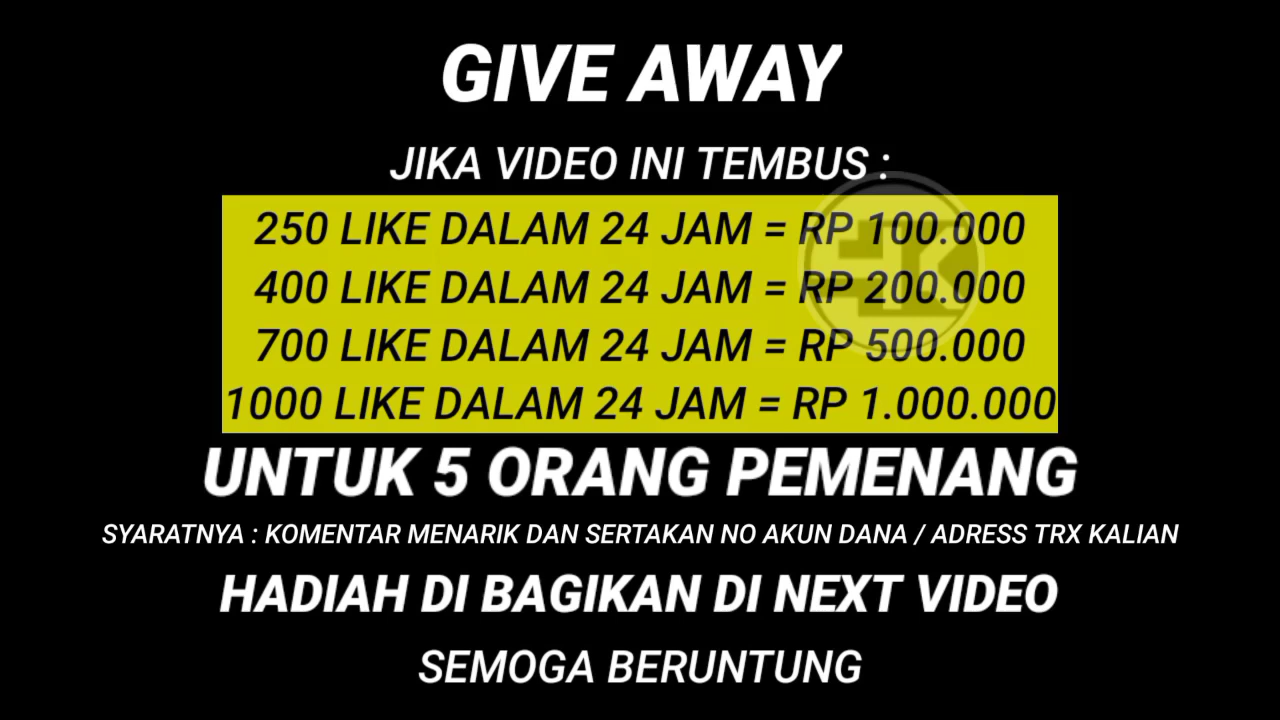 GIVE AWAY
JIKA VIDEO INI TEMBUS :
250 LIKE DALAM 24 JAM = RP 100.000
400 LIKE DALAM 24 JAM = RP 200.000
700 LIKE DALAM 24 JAM = RP 500.000
1000 LIKE DALAM 24 JAM = RP 1.000.000
UNTUK 5 ORANG PEMENANG
SYARATNYA : KOMENTAR MENARIK DAN SERTAKAN NO AKUN DANA / ADRESS TRX KALIAN
HADIAH DI BAGIKAN DI NEXT VIDEO
SEMOGA BERUNTUNG